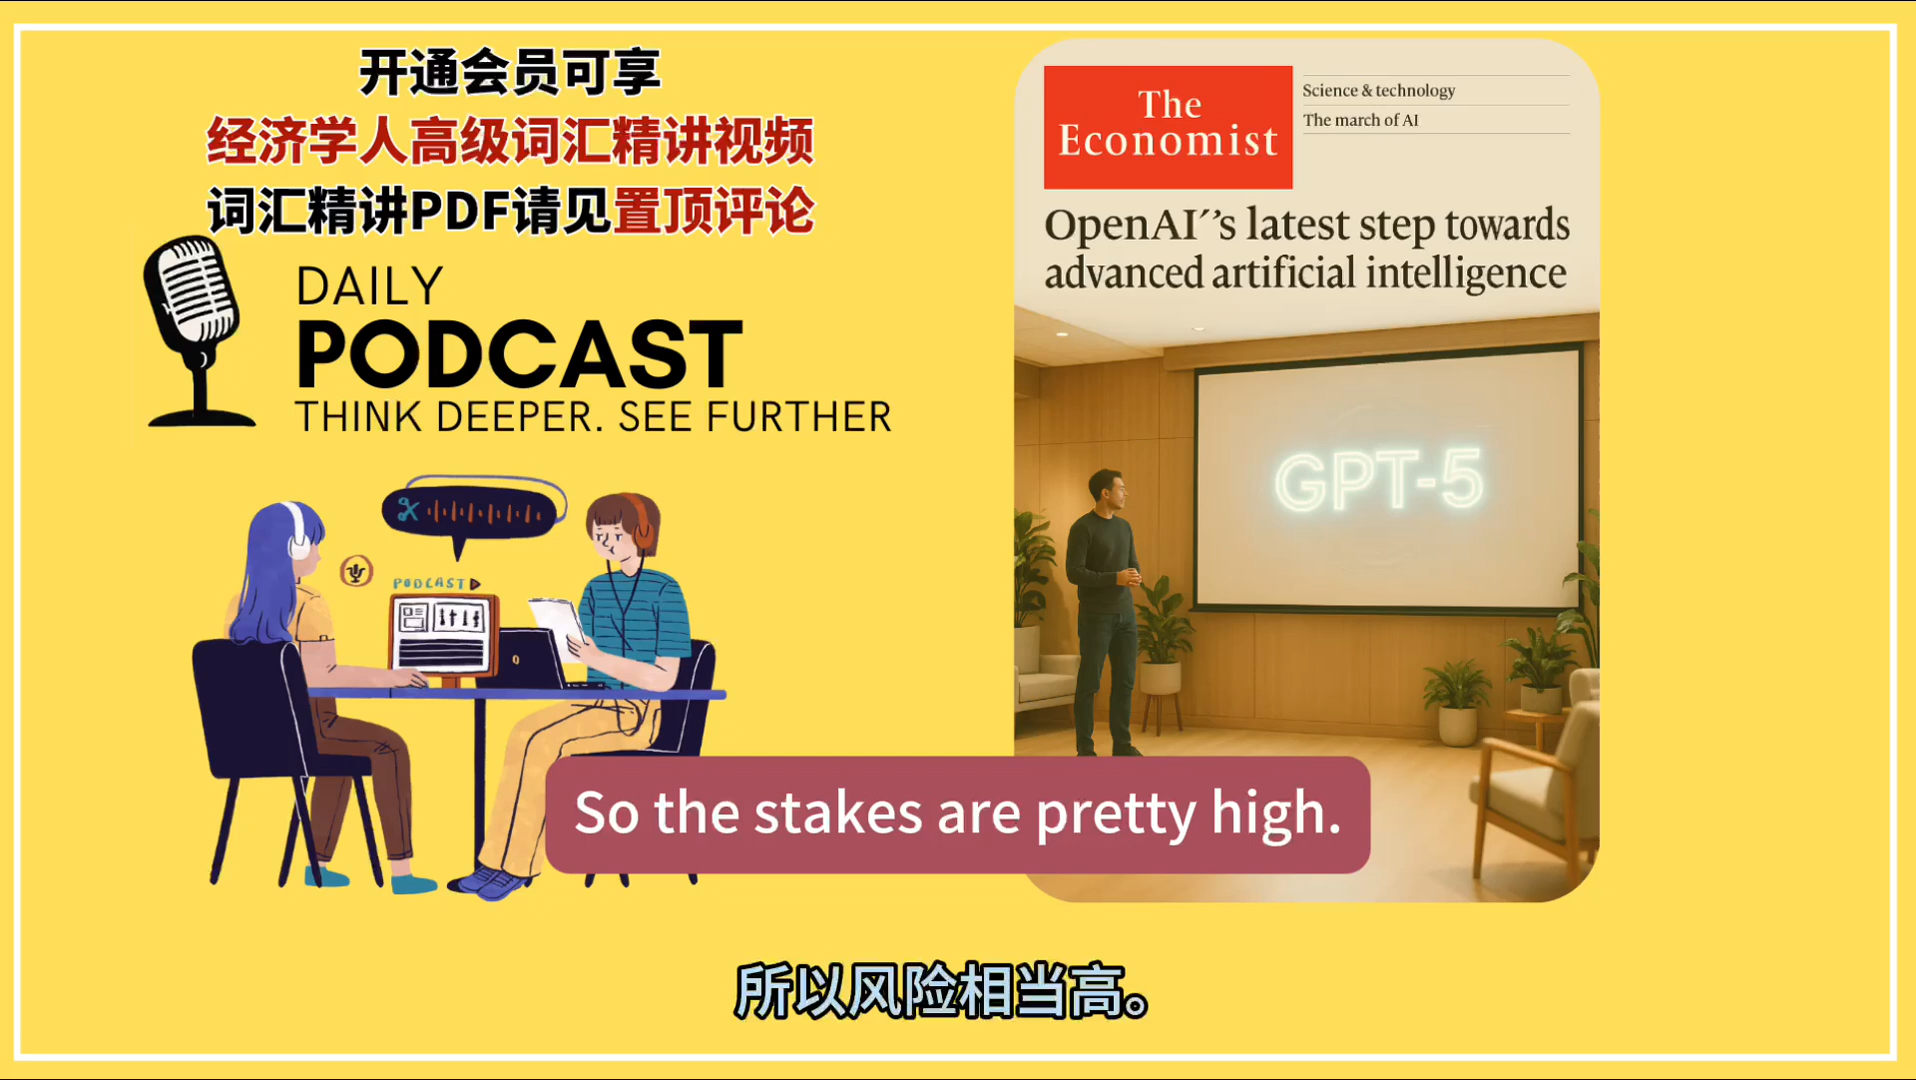 开通会员可享
经济学人高级词汇精讲视频
词汇精讲PDF请见置顶评论
DAILY
PODCAST
THINK DEEPER. SEE FURTHER
PODCAST
The
Economist
Science & technology
The march of AI
OpenAI´’s latest step towards
advanced artificial intelligence
GPT-5
So the stakes are pretty high.
所以风险相当高。